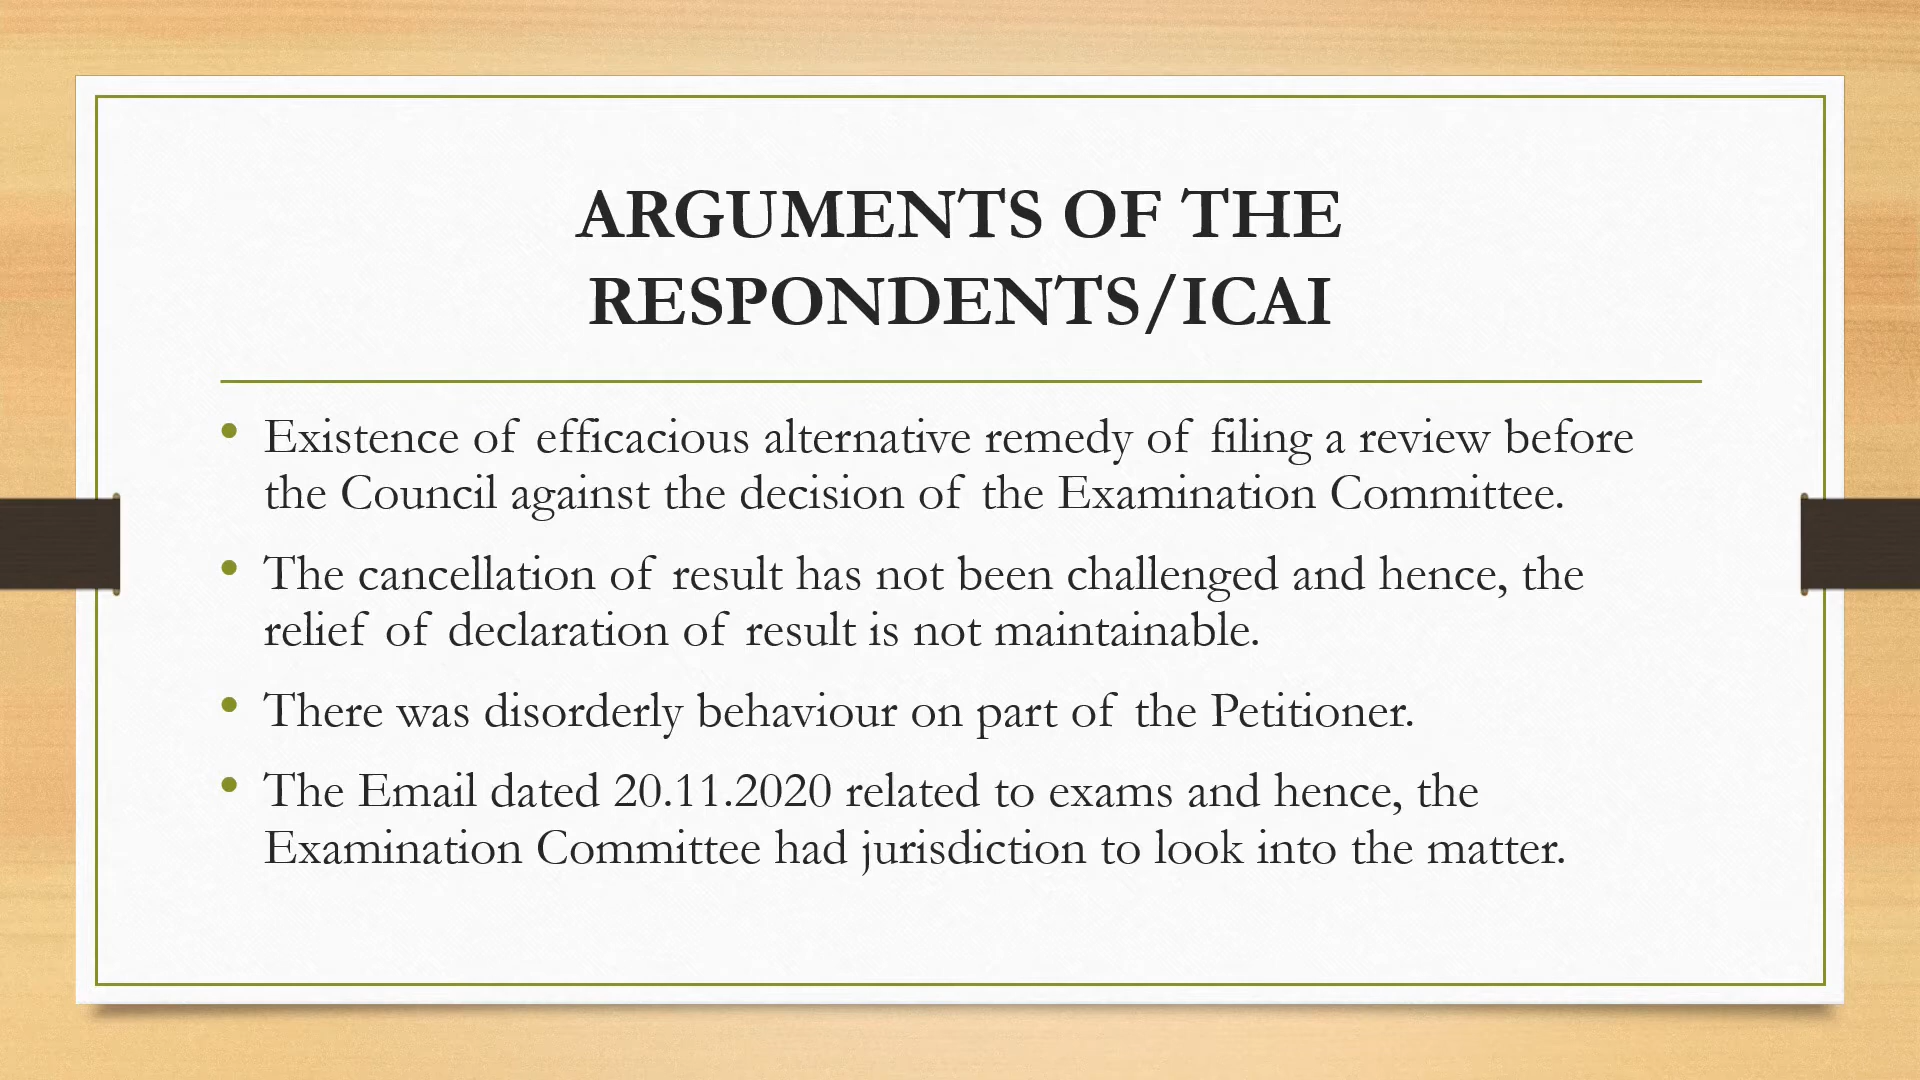 ARGUMENTS OF THE
RESPONDENTS/ICAI
• Existence of efficacious alternative remedy of filing a review before
the Council against the decision of the Examination Committee.
• The cancellation of result has not been challenged and hence, the
relief of declaration of result is not maintainable.
• There was disorderly behaviour on part of the Petitioner.
• The Email dated 20.11.2020 related to exams and hence, the
Examination Committee had jurisdiction to look into the matter.